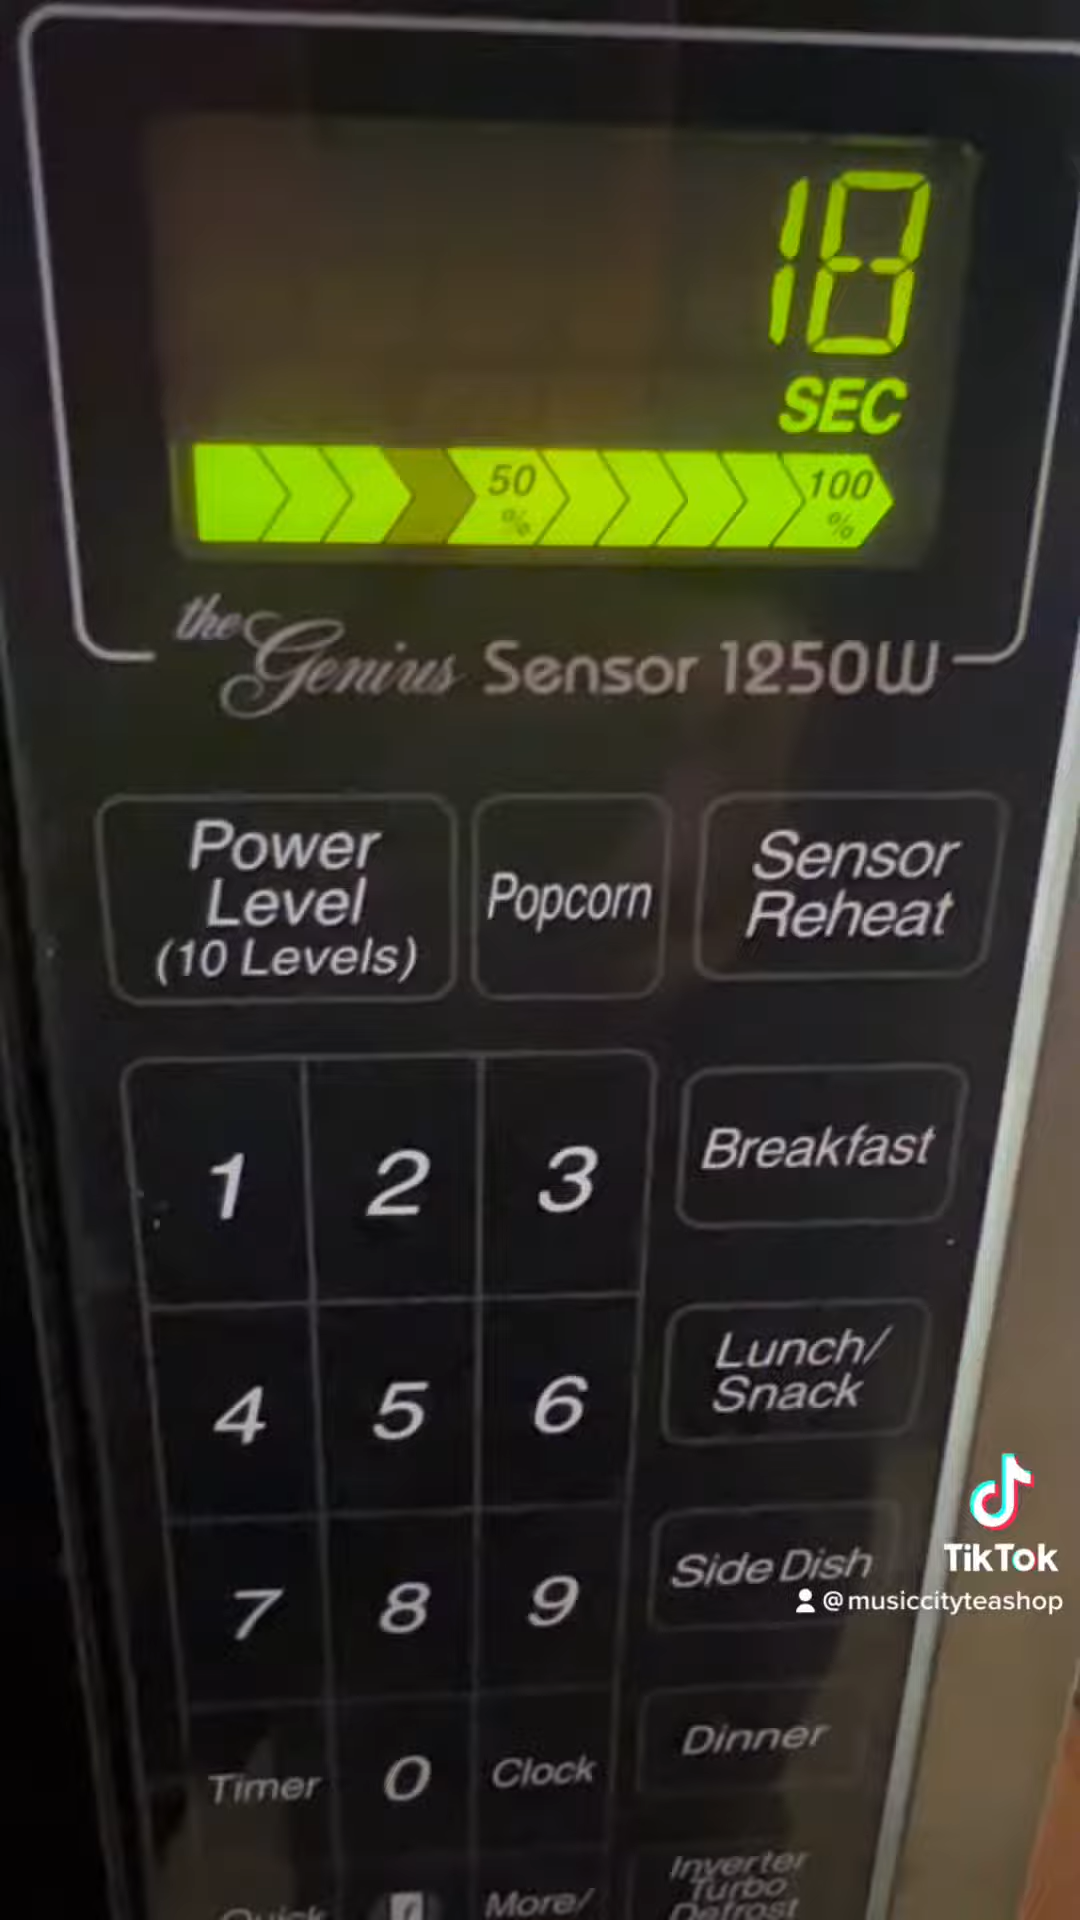 18
SEC
50
%
100
%
the Genius Sensor 1250W
Power
Level
(10 Levels)
Popcorn
Sensor
Reheat
1 2 3
Breakfast
4 5 6
Lunch/
Snack
7 8 9
Side Dish
TikTok
@musiccityteashop
Timer 0 Clock
Dinner
Quick
More/
Inverter
Turbo
Defrost